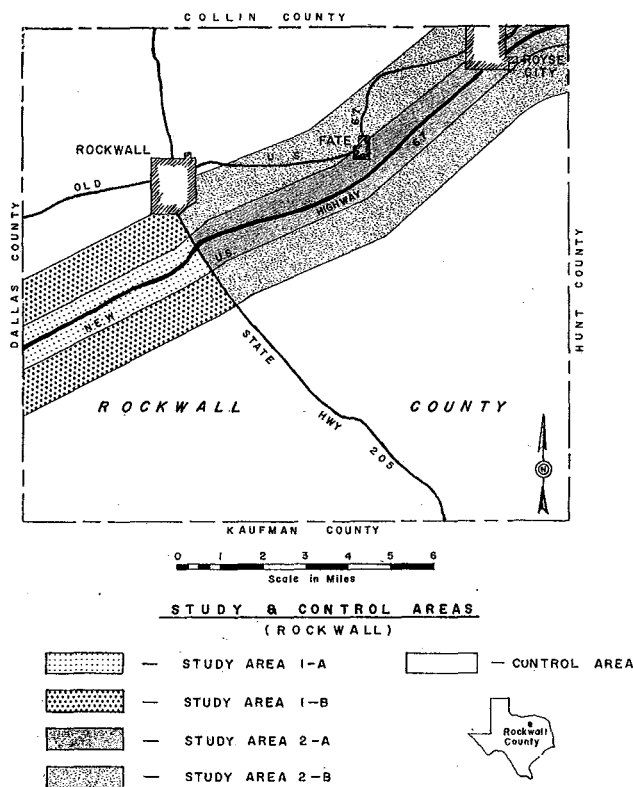 COLLIN COUNTY
ROYSE
CITY
67
FATE
ROCKWALL
U S
OLD
67
HIGHWAY
U.S.
NEW
DALLAS COUNTY
HUNT COUNTY
STATE
HWY
205
ROCKWALL COUNTY
N
KAUFMAN COUNTY
0 1 2 3 4 5 6
Scale in Miles
STUDY & CONTROL AREAS
(ROCKWALL)
— STUDY AREA 1-A
— CONTROL AREA
— STUDY AREA 1-B
— STUDY AREA 2-A
— STUDY AREA 2-B
Rockwall
County